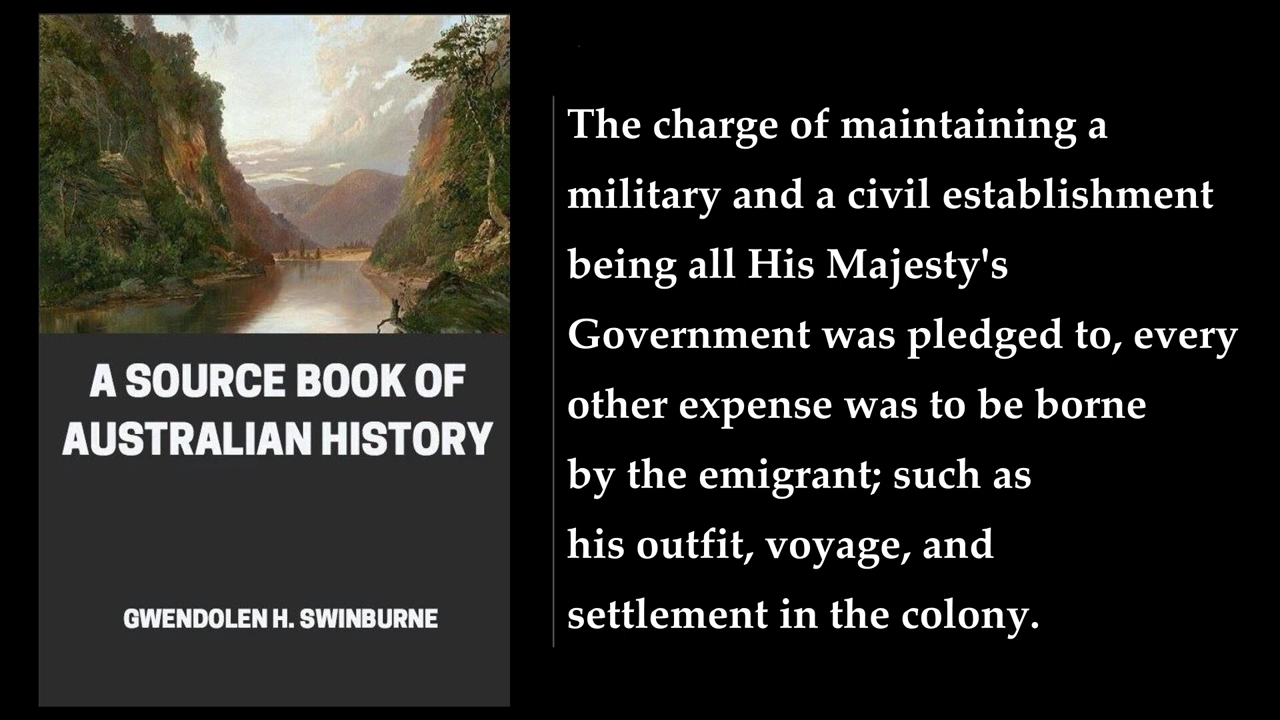 A SOURCE BOOK OF
AUSTRALIAN HISTORY
GWENDOLEN H. SWINBURNE
The charge of maintaining a
military and a civil establishment
being all His Majesty's
Government was pledged to, every
other expense was to be borne
by the emigrant; such as
his outfit, voyage, and
settlement in the colony.